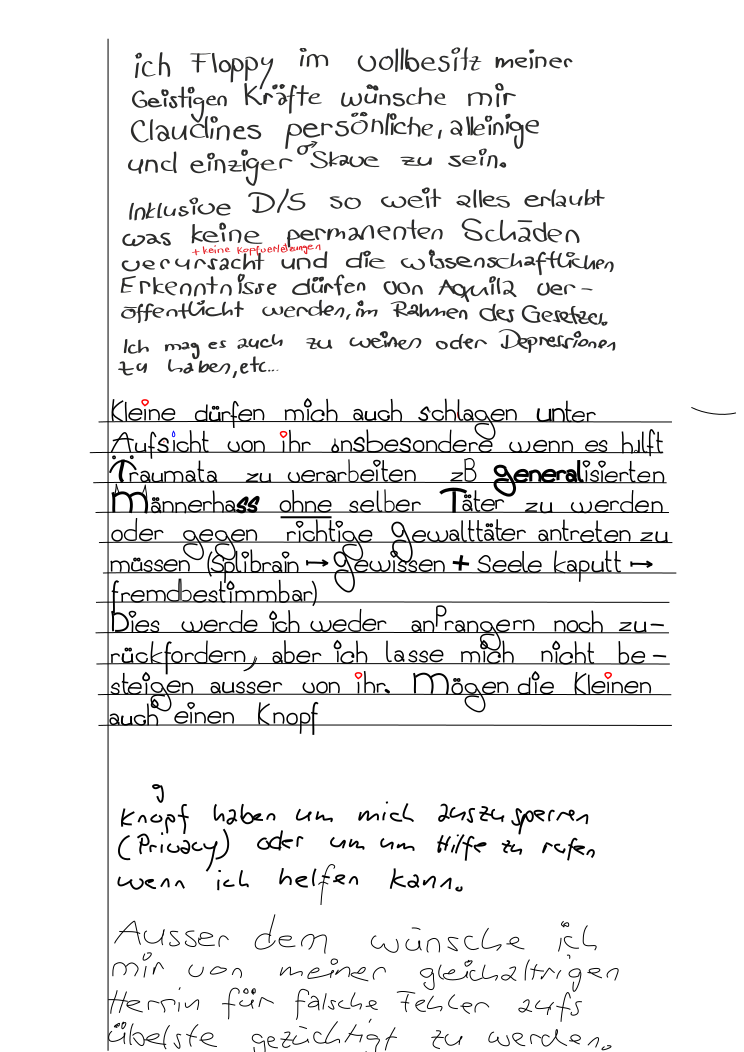 ich Floppy im vollbesitz meiner
Geistigen Kräfte wünsche mir
Claudines persönliche, alleinige
und einziger ♂Skave zu sein.
Inklusive D/S so weit alles erlaubt
was keine permanenten Schäden
+ keine Kopfverletzungen
verursacht und die wissenschaftlichen
Erkenntnisse dürfen von Aquila ver-
öffentlicht werden, im Rahmen des Gesetzes.
Ich mag es auch zu weinen oder Depressionen
zu haben, etc...
Kleine dürfen mich auch schlagen unter
Aufsicht von ihr insbesondere wenn es hilft
Traumata zu verarbeiten zB generalisierten
Männerhass ohne selber Täter zu werden
oder gegen richtige Gewalttäter antreten zu
müssen (Splibrain → gewissen + Seele kaputt →
fremdbestimmbar)
Dies werde ich weder anPrangern noch zu-
rückfordern, aber ich lasse mich nicht be-
steigen ausser von ihr. Mögen die Kleinen
auch einen Knopf
g
Knopf haben um mich auszusperren
(Privacy) oder um um Hilfe zu rufen
wenn ich helfen kann.
Ausser dem wünsche ich
mir von meiner gleichaltrigen
Herrin für falsche Fehler aufs
übelste gezüchtigt zu werden.